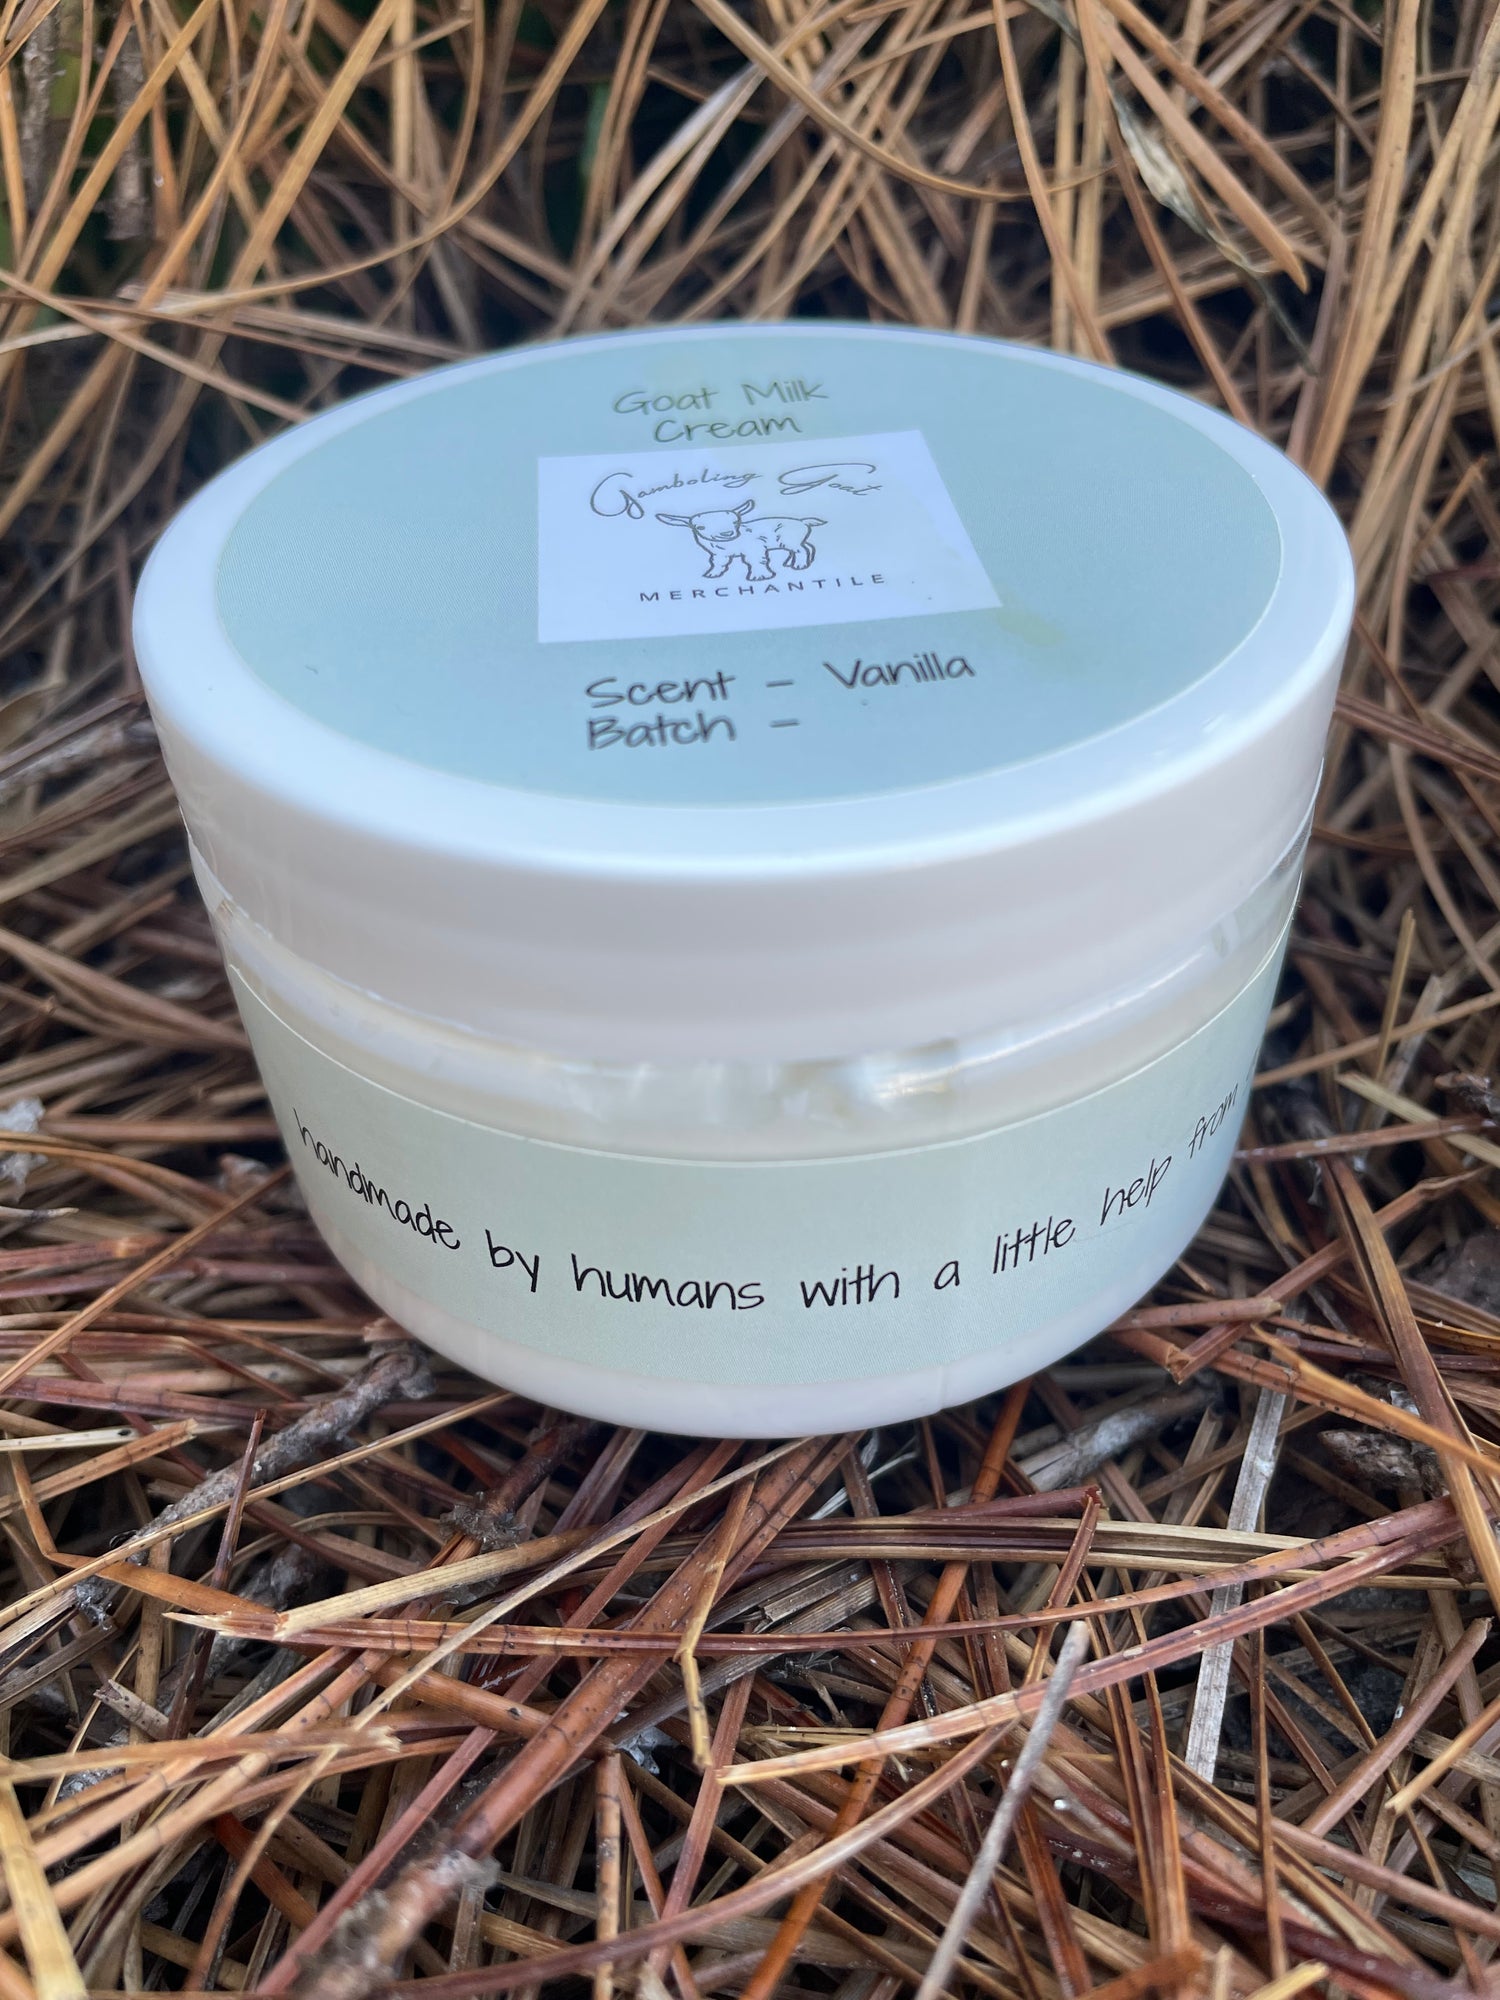 Goat Milk
Cream
Gamboling Goat
MERCHANTILE
Scent - Vanilla
Batch -
handmade by humans with a little help from